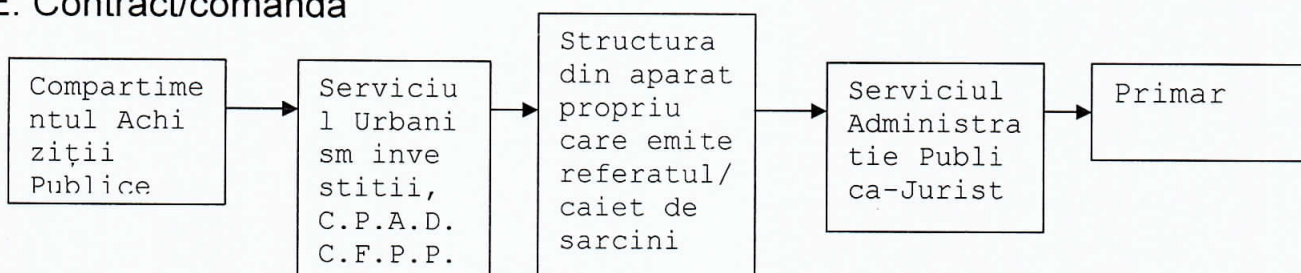 E. Contract/comanda
Compartime
ntul Achi
ziții
Publice
Serviciu
l Urbani
sm inve
stitii,
C.P.A.D.
C.F.P.P.
Structura
din aparat
propriu
care emite
referatul/
caiet de
sarcini
Serviciul
Administra
tie Publi
ca-Jurist
Primar